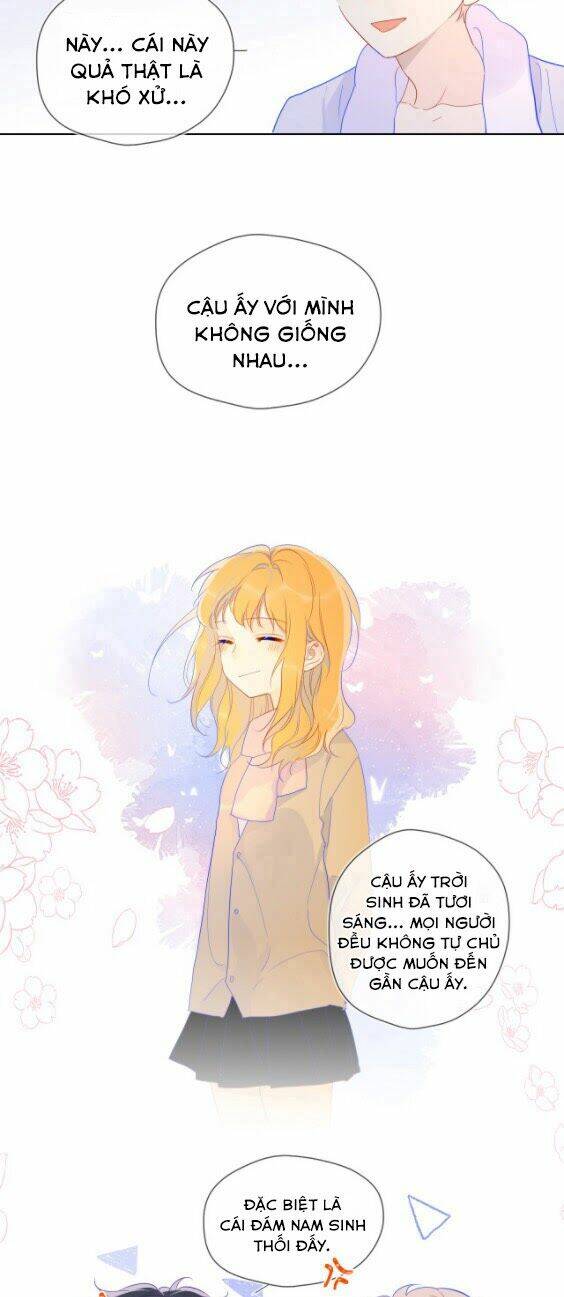 NÀY... CÁI NÀY
QUẢ THẬT LÀ
KHÓ XỬ...
CẬU ẤY VỚI MÌNH
KHÔNG GIỐNG
NHAU...
CẬU ẤY TRỜI
SINH ĐÃ TƯƠI
SÁNG... MỌI NGƯỜI
ĐỀU KHÔNG TỰ CHỦ
ĐƯỢC MUỐN ĐẾN
GẦN CẬU ẤY.
ĐẶC BIỆT LÀ
CÁI ĐÁM NAM SINH
THỐI ĐẤY.